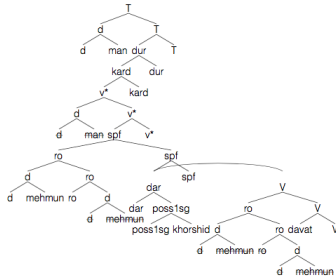 T
d T
d man dur T
kard dur
v* kard
d v*
d man spf v*
ro spf
d ro spf
dar V
d mehmun ro d dar poss1sg ro V
d mehmun poss1sg khorshid d ro davat V
d mehmun ro d
d mehmun